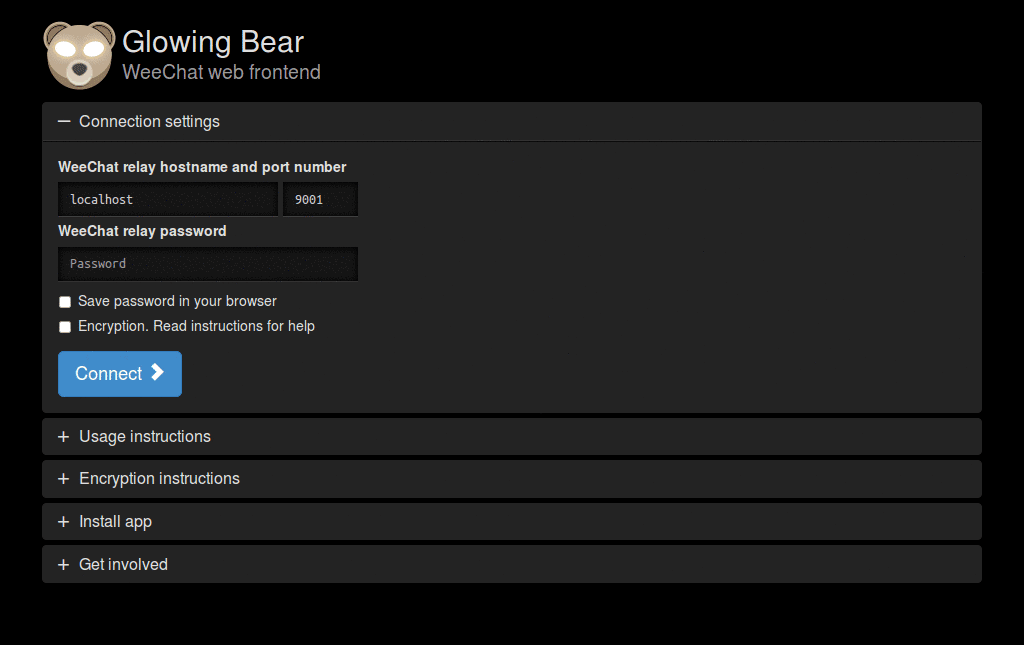 Glowing Bear
WeeChat web frontend
Connection settings
WeeChat relay hostname and port number
localhost 9001
WeeChat relay password
Password
Save password in your browser
Encryption. Read instructions for help
Connect
Usage instructions
Encryption instructions
Install app
Get involved